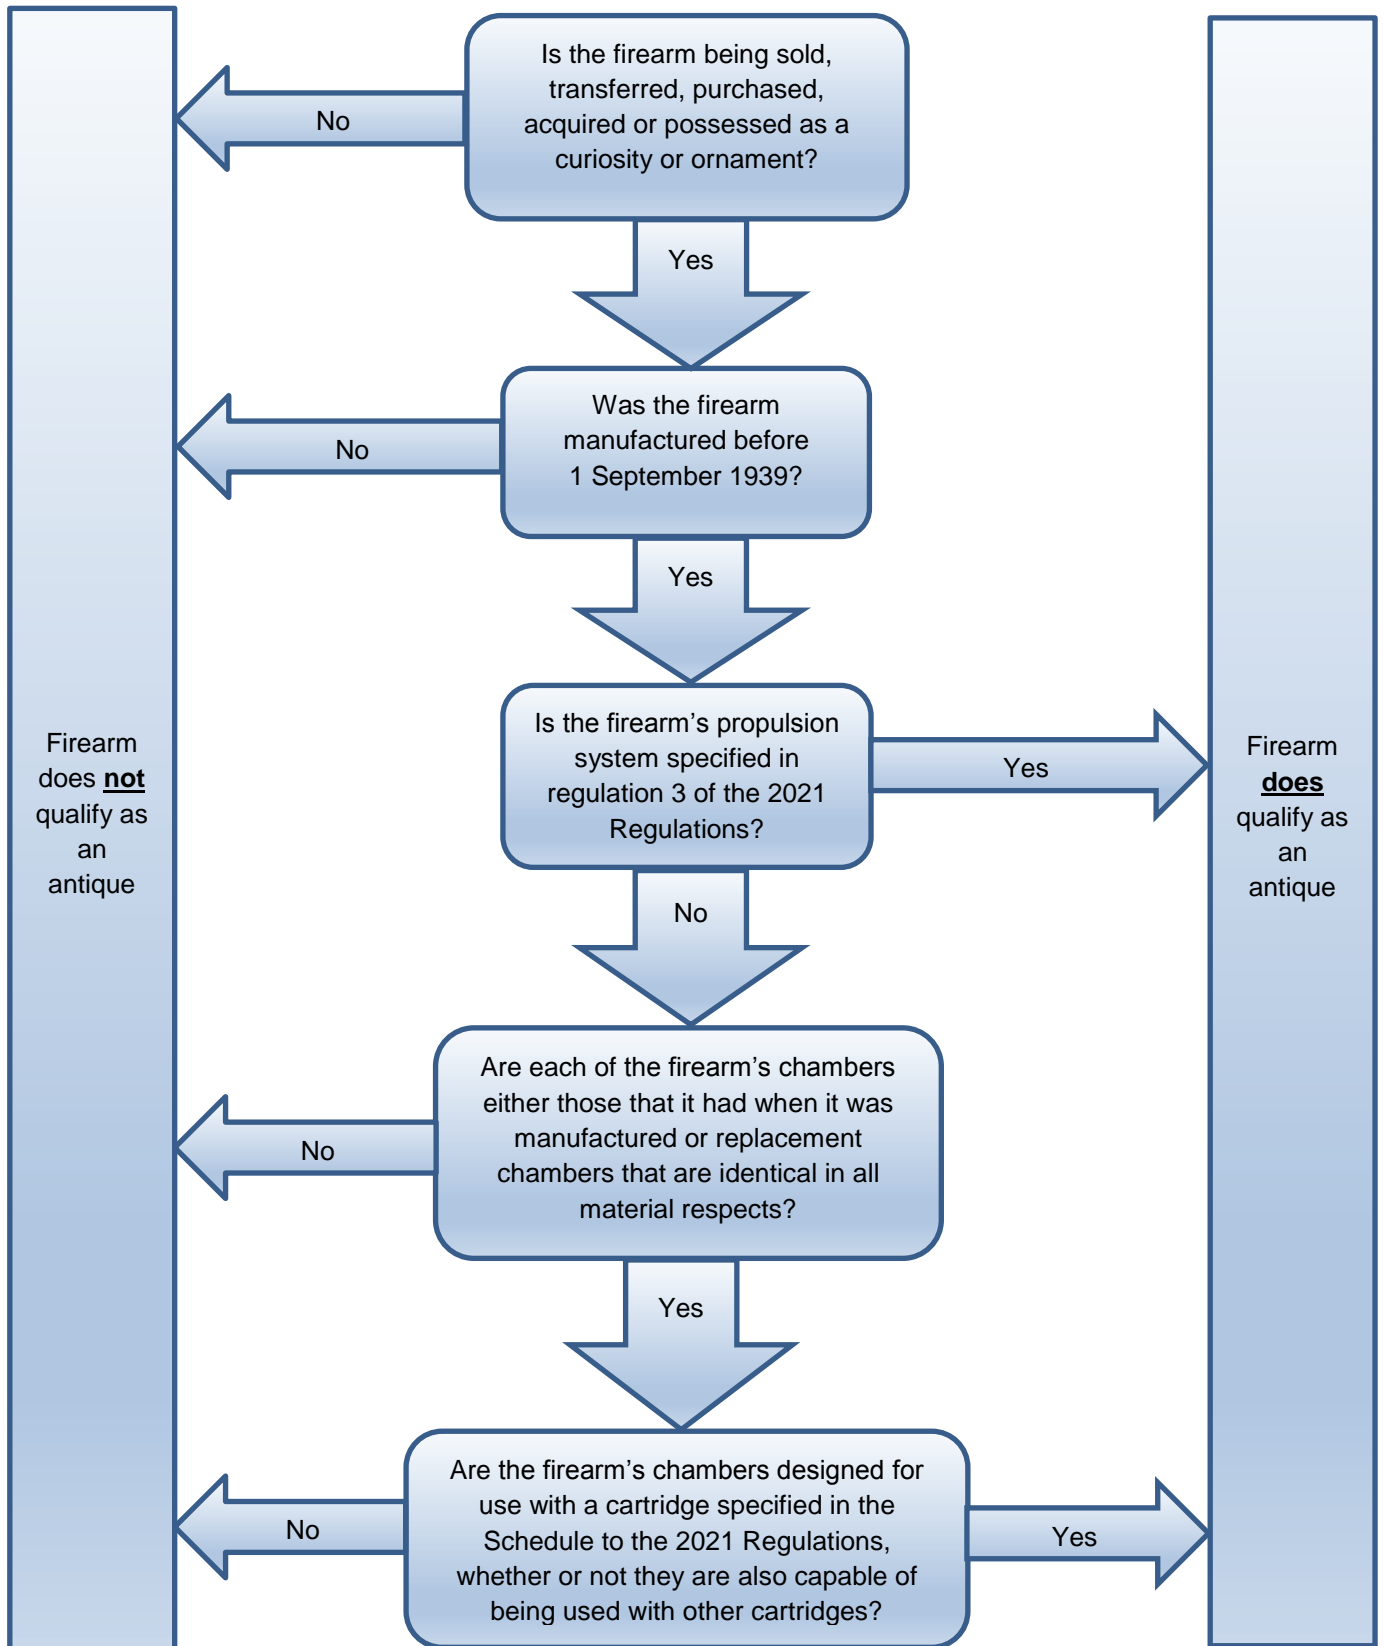 Is the firearm being sold,
transferred, purchased,
acquired or possessed as a
curiosity or ornament?
No
Yes
Was the firearm
manufactured before
1 September 1939?
No
Yes
Is the firearm’s propulsion
system specified in
regulation 3 of the 2021
Regulations?
Yes
No
Firearm
does not
qualify as
an
antique
Firearm
does
qualify as
an
antique
Are each of the firearm’s chambers
either those that it had when it was
manufactured or replacement
chambers that are identical in all
material respects?
No
Yes
Are the firearm’s chambers designed for
use with a cartridge specified in the
Schedule to the 2021 Regulations,
whether or not they are also capable of
being used with other cartridges?
No
Yes